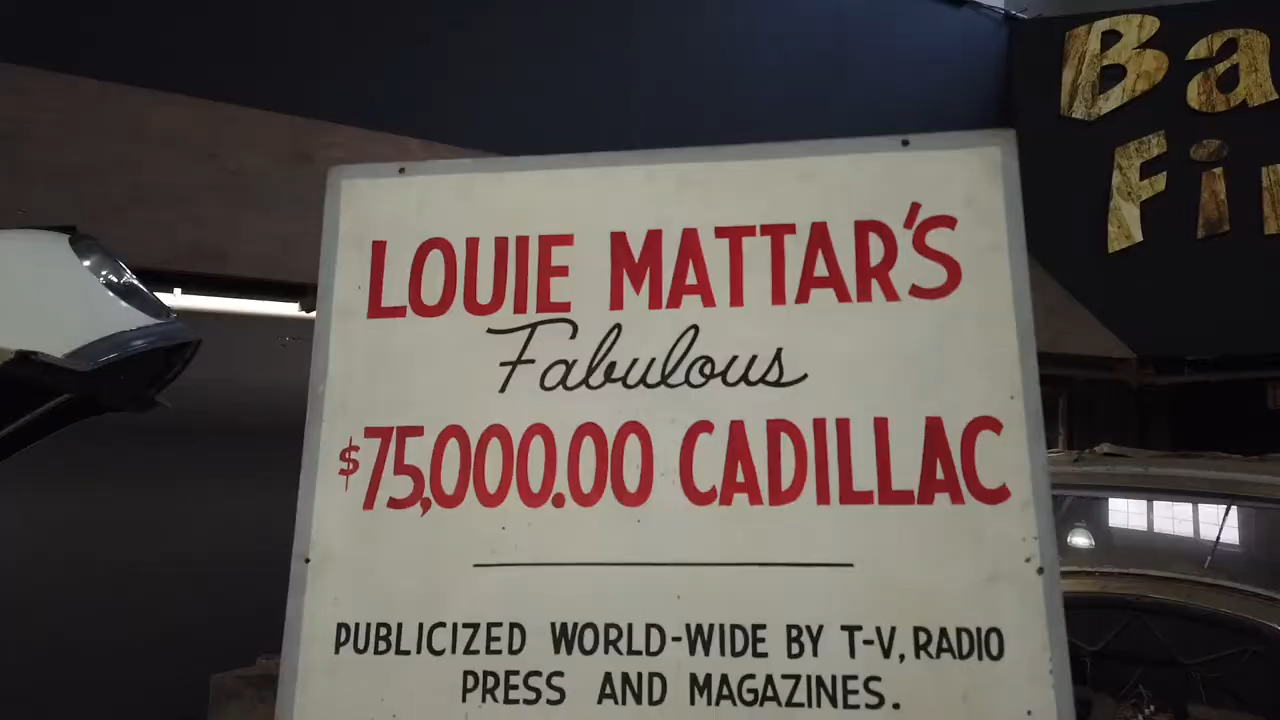 LOUIE MATTAR'S
Fabulous
$75,000.00 CADILLAC
PUBLICIZED WORLD-WIDE BY T-V, RADIO
PRESS AND MAGAZINES.